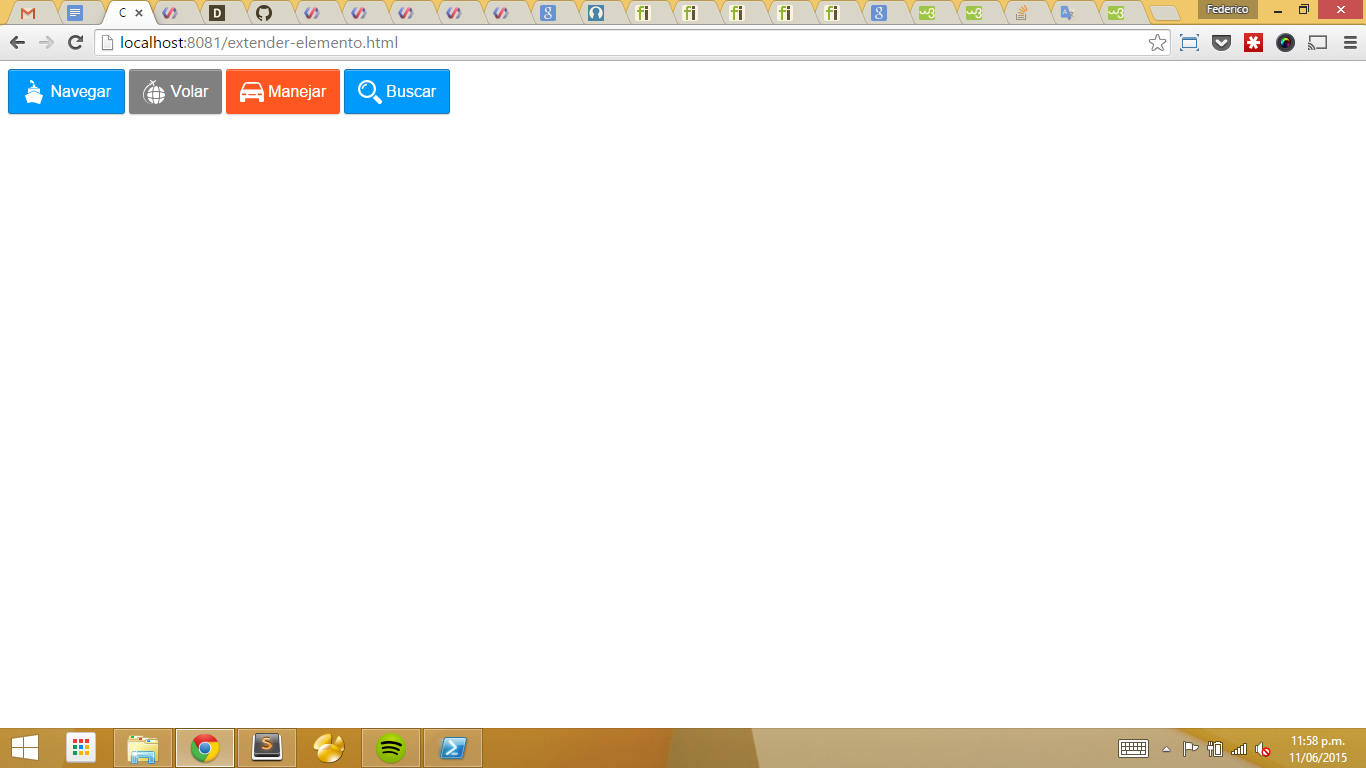 Federico
localhost:8081/extender-elemento.html
Navegar
Volar
Manejar
Buscar
11:58 p.m.
11/06/2015